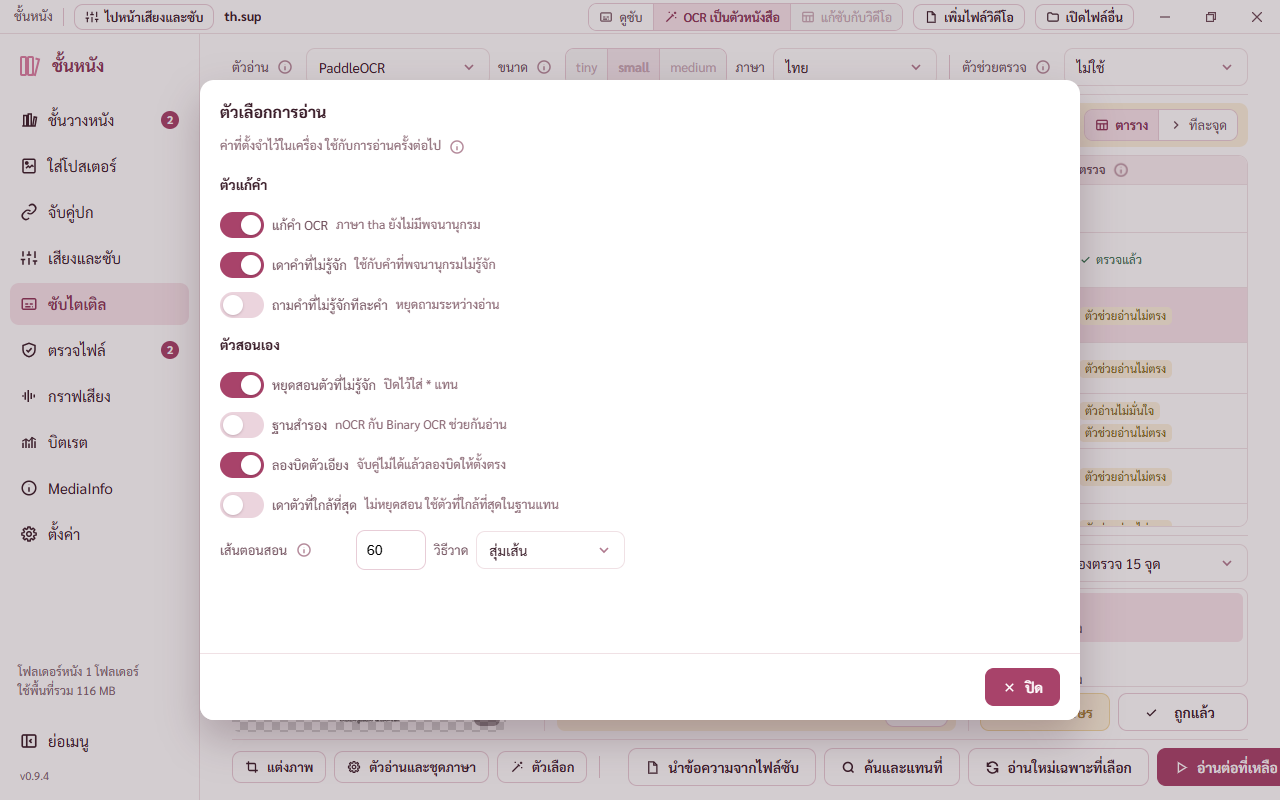 ชั้นหนัง
ไปหน้าเสียงและซับ
th.sup
ดูซับ
OCR เป็นตัวหนังสือ
แก้ซับกับวิดีโอ
เพิ่มไฟล์วิดีโอ
เปิดไฟล์อื่น
ชั้นหนัง
ตัวอ่าน
PaddleOCR
ขนาด
tiny
small
medium
ภาษา
ไทย
ตัวช่วยตรวจ
ไม่ใช้
ชั้นวางหนัง
2
ใส่โปสเตอร์
จับคู่ปก
เสียงและซับ
ซับไตเติล
ตรวจไฟล์
2
กราฟเสียง
บิตเรต
MediaInfo
ตั้งค่า
โฟลเดอร์หนัง 1 โฟลเดอร์
ใช้พื้นที่รวม 116 MB
ย่อเมนู
v0.9.4
ตัวเลือกการอ่าน
ค่าที่ตั้งจำไว้ในเครื่อง ใช้กับการอ่านครั้งต่อไป
ตัวแก้คำ
แก้คำ OCR ภาษา tha ยังไม่มีพจนานุกรม
เดาคำที่ไม่รู้จัก ใช้กับคำที่พจนานุกรมไม่รู้จัก
ถามคำที่ไม่รู้จักทีละคำ หยุดถามระหว่างอ่าน
ตัวสอนเอง
หยุดสอนตัวที่ไม่รู้จัก ปิดไว้ใส่ * แทน
ฐานสำรอง nOCR กับ Binary OCR ช่วยกันอ่าน
ลองบิดตัวเอียง จับคู่ไม่ได้แล้วลองบิดให้ตั้งตรง
เดาตัวที่ใกล้ที่สุด ไม่หยุดสอน ใช้ตัวที่ใกล้ที่สุดในฐานแทน
เส้นตอนสอน
60
วิธีวาด
สุ่มเส้น
ปิด
ตาราง
ทีละจุด
ตรวจ
ตรวจแล้ว
ตัวช่วยอ่านไม่ตรง
ตัวช่วยอ่านไม่ตรง
ตัวอ่านไม่มั่นใจ
ตัวช่วยอ่านไม่ตรง
ตัวช่วยอ่านไม่ตรง
องตรวจ 15 จุด
ถูกแล้ว
แต่งภาพ
ตัวอ่านและชุดภาษา
ตัวเลือก
นำข้อความจากไฟล์ซับ
ค้นและแทนที่
อ่านใหม่เฉพาะที่เลือก
อ่านต่อที่เหลือ